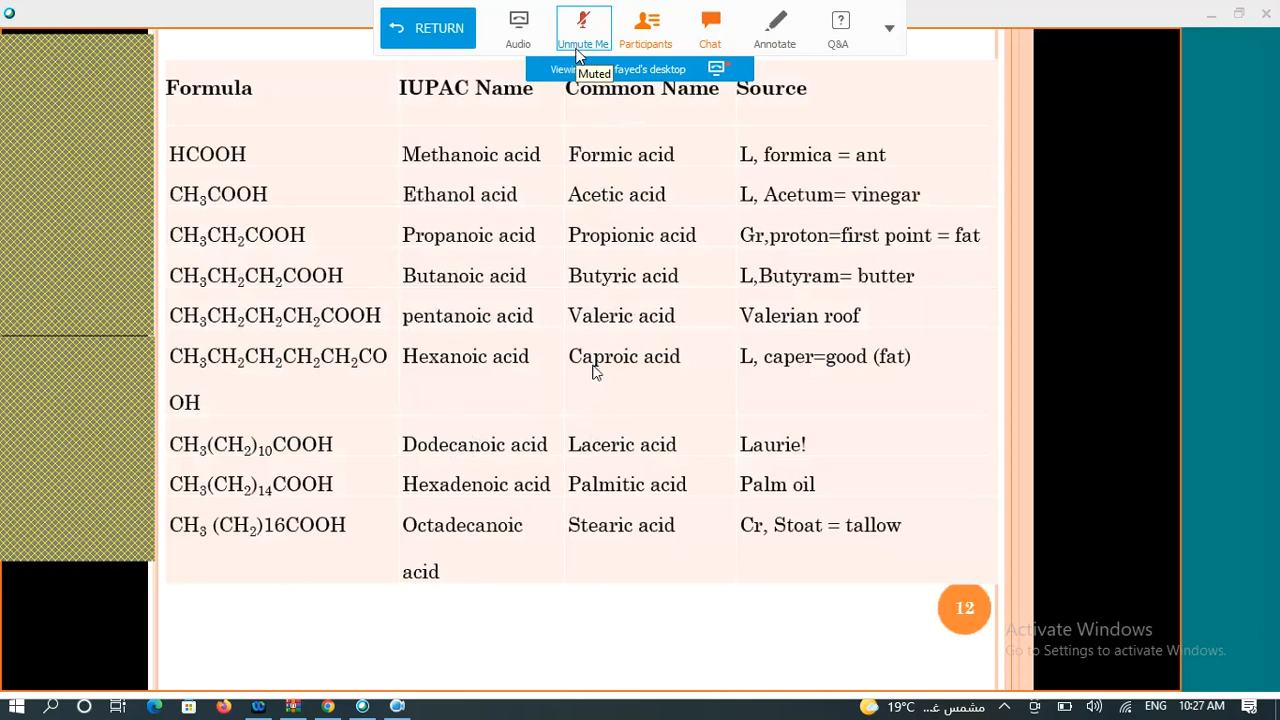 RETURN
Audio
Unmute Me
Participants
Chat
Annotate
Q&A
Muted
fayed's desktop
Formula IUPAC Name Common Name Source
HCOOH Methanoic acid Formic acid L, formica = ant
CH₃COOH Ethanol acid Acetic acid L, Acetum= vinegar
CH₃CH₂COOH Propanoic acid Propionic acid Gr,proton=first point = fat
CH₃CH₂CH₂COOH Butanoic acid Butyric acid L,Butyram= butter
CH₃CH₂CH₂CH₂COOH pentanoic acid Valeric acid Valerian roof
CH₃CH₂CH₂CH₂CH₂CO Hexanoic acid Caproic acid L, caper=good (fat)
OH
CH₃(CH₂)₁₀COOH Dodecanoic acid Laceric acid Laurie!
CH₃(CH₂)₁₄COOH Hexadenoic acid Palmitic acid Palm oil
CH₃ (CH₂)16COOH Octadecanoic Stearic acid Cr, Stoat = tallow
acid
12
Activate Windows
Go to Settings to activate Windows.
19°C مشمس غ...
ENG
10:27 AM